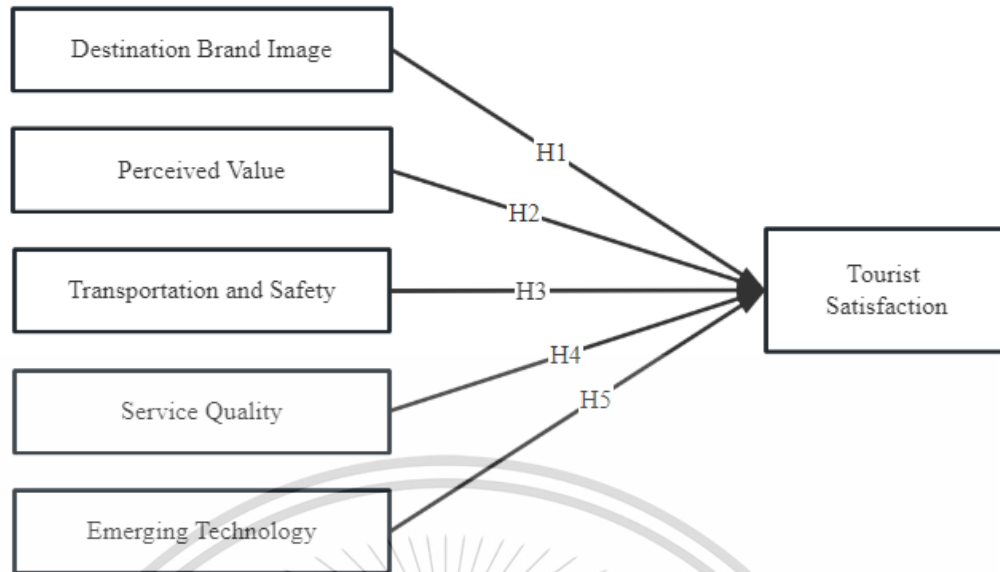 Destination Brand Image
H1
Perceived Value
H2
Transportation and Safety
H3
Tourist
Satisfaction
H4
Service Quality
H5
Emerging Technology